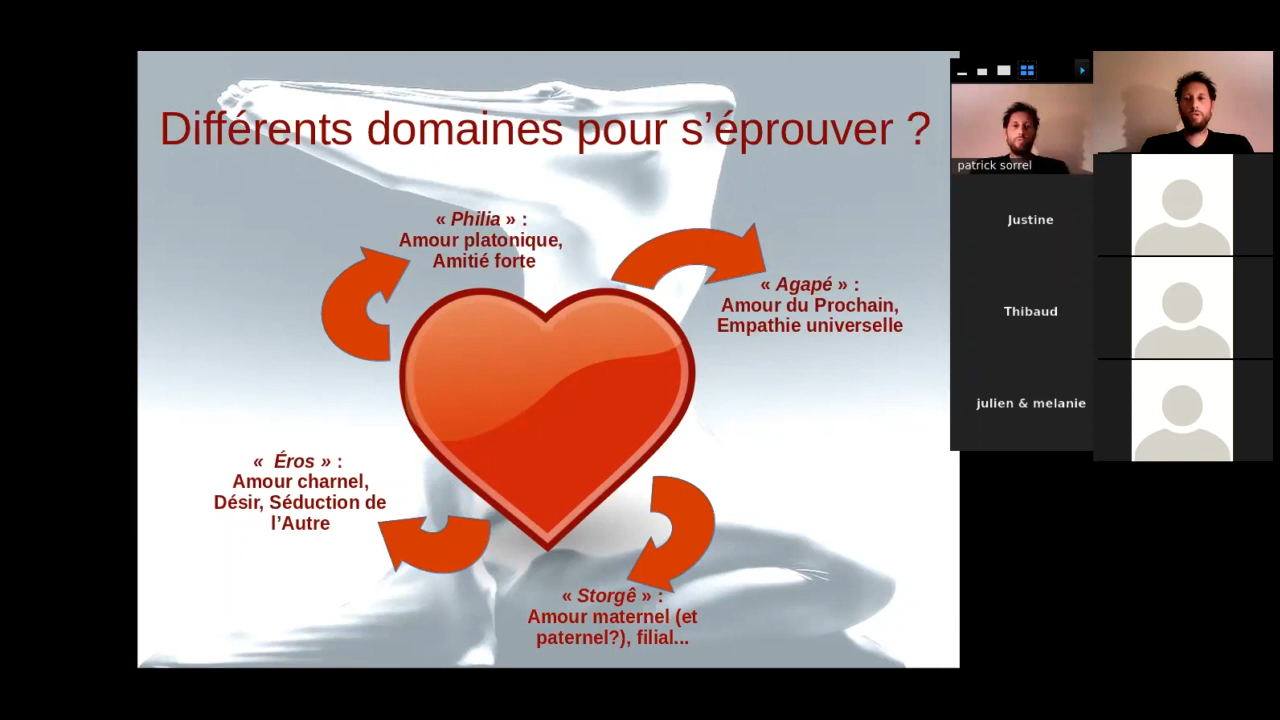 Différents domaines pour s’éprouver ?
« Philia » :
Amour platonique,
Amitié forte
« Agapé » :
Amour du Prochain,
Empathie universelle
«  Éros » :
Amour charnel,
Désir, Séduction de
l’Autre
« Storgê » :
Amour maternel (et
paternel?), filial...
patrick sorrel
Justine
Thibaud
julien & melanie